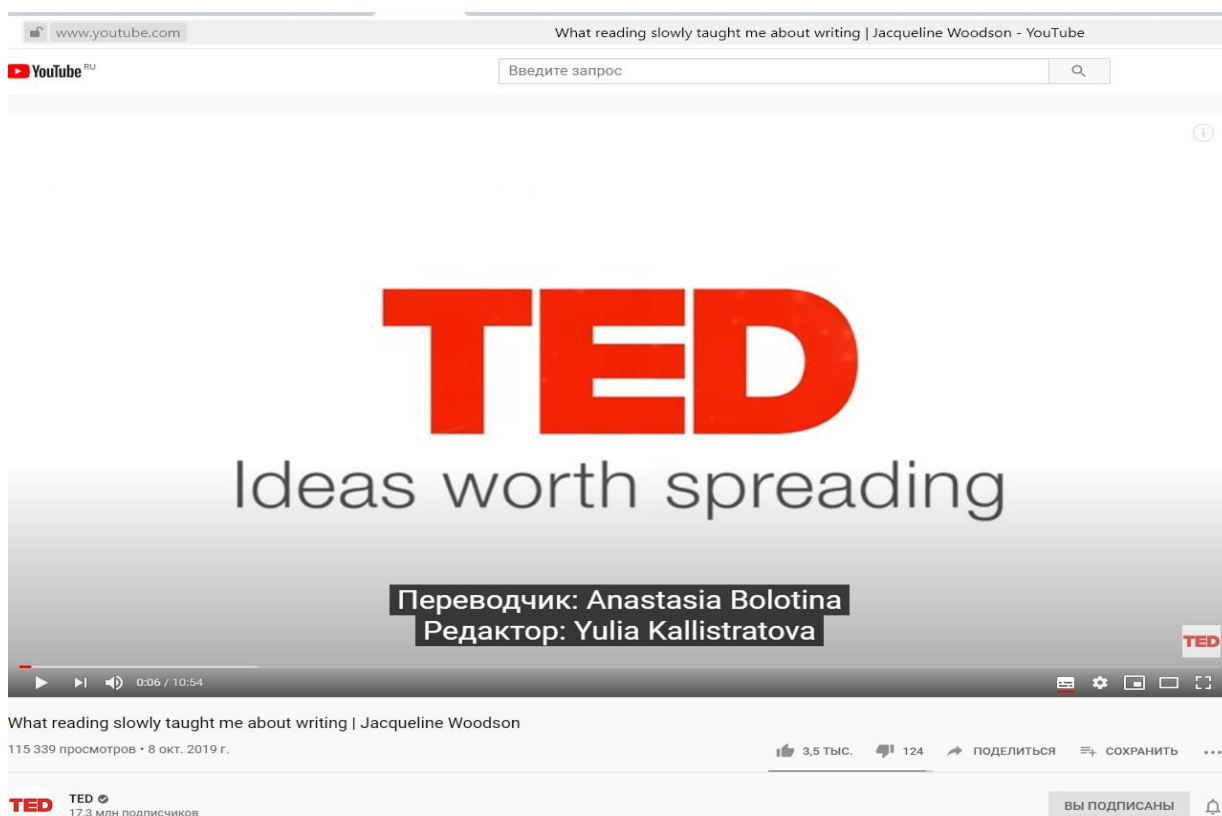 www.youtube.com What reading slowly taught me about writing | Jacqueline Woodson - YouTube
YouTube RU Введите запрос
TED
Ideas worth spreading
Переводчик: Anastasia Bolotina
Редактор: Yulia Kallistratova
TED
0:06 / 10:54
What reading slowly taught me about writing | Jacqueline Woodson
115 339 просмотров • 8 окт. 2019 г. 3,5 ТЫС. 124 ПОДЕЛИТЬСЯ СОХРАНИТЬ
TED TED
17,3 млн подписчиков ВЫ ПОДПИСАНЫ